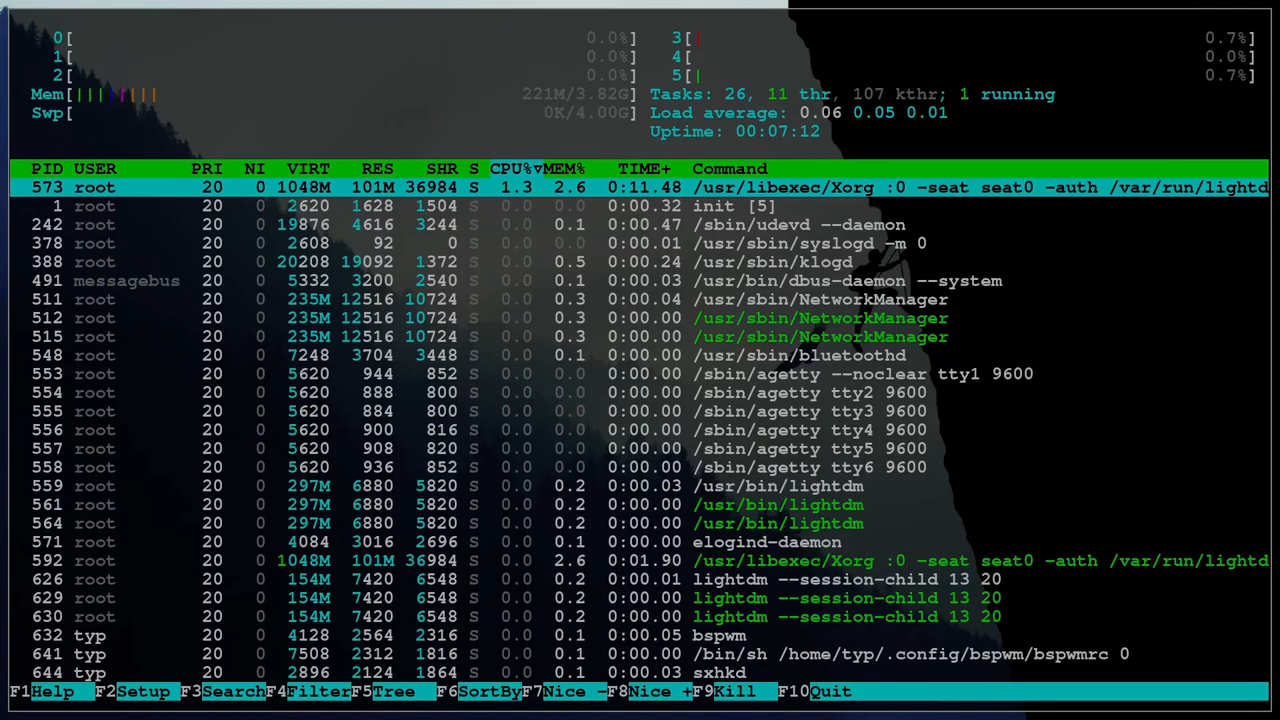 0[ 0.0%] 3[| 0.7%]
1[ 0.0%] 4[ 0.0%]
2[ 0.0%] 5[| 0.7%]
Mem[||||||||| 221M/3.82G] Tasks: 26, 11 thr, 107 kthr; 1 running
Swp[ 0K/4.00G] Load average: 0.06 0.05 0.01
Uptime: 00:07:12
PID USER PRI NI VIRT RES SHR S CPU%▽MEM% TIME+ Command
573 root 20 0 1048M 101M 36984 S 1.3 2.6 0:11.48 /usr/libexec/Xorg :0 -seat seat0 -auth /var/run/lightd
1 root 20 0 2620 1628 1504 S 0.0 0.0 0:00.32 init [5]
242 root 20 0 19876 4616 3244 S 0.0 0.1 0:00.47 /sbin/udevd --daemon
378 root 20 0 2608 92 0 S 0.0 0.0 0:00.01 /usr/sbin/syslogd -m 0
388 root 20 0 20208 19092 1372 S 0.0 0.5 0:00.24 /usr/sbin/klogd
491 messagebus 20 0 5332 3200 2540 S 0.0 0.1 0:00.03 /usr/bin/dbus-daemon --system
511 root 20 0 235M 12516 10724 S 0.0 0.3 0:00.04 /usr/sbin/NetworkManager
512 root 20 0 235M 12516 10724 S 0.0 0.3 0:00.00 /usr/sbin/NetworkManager
515 root 20 0 235M 12516 10724 S 0.0 0.3 0:00.00 /usr/sbin/NetworkManager
548 root 20 0 7248 3704 3448 S 0.0 0.1 0:00.00 /usr/sbin/bluetoothd
553 root 20 0 5620 944 852 S 0.0 0.0 0:00.00 /sbin/agetty --noclear tty1 9600
554 root 20 0 5620 888 800 S 0.0 0.0 0:00.00 /sbin/agetty tty2 9600
555 root 20 0 5620 884 800 S 0.0 0.0 0:00.00 /sbin/agetty tty3 9600
556 root 20 0 5620 900 816 S 0.0 0.0 0:00.00 /sbin/agetty tty4 9600
557 root 20 0 5620 908 820 S 0.0 0.0 0:00.00 /sbin/agetty tty5 9600
558 root 20 0 5620 936 852 S 0.0 0.0 0:00.00 /sbin/agetty tty6 9600
559 root 20 0 297M 6880 5820 S 0.0 0.2 0:00.03 /usr/bin/lightdm
561 root 20 0 297M 6880 5820 S 0.0 0.2 0:00.00 /usr/bin/lightdm
564 root 20 0 297M 6880 5820 S 0.0 0.2 0:00.00 /usr/bin/lightdm
571 root 20 0 4084 3016 2696 S 0.0 0.1 0:00.00 elogind-daemon
592 root 20 0 1048M 101M 36984 S 0.0 2.6 0:01.90 /usr/libexec/Xorg :0 -seat seat0 -auth /var/run/lightd
626 root 20 0 154M 7420 6548 S 0.0 0.2 0:00.01 lightdm --session-child 13 20
629 root 20 0 154M 7420 6548 S 0.0 0.2 0:00.00 lightdm --session-child 13 20
630 root 20 0 154M 7420 6548 S 0.0 0.2 0:00.00 lightdm --session-child 13 20
632 typ 20 0 4128 2564 2316 S 0.0 0.1 0:00.05 bspwm
641 typ 20 0 7508 2312 1816 S 0.0 0.1 0:00.00 /bin/sh /home/typ/.config/bspwm/bspwmrc 0
644 typ 20 0 2896 2124 1864 S 0.0 0.1 0:00.03 sxhkd
F1Help F2Setup F3SearchF4FilterF5Tree F6SortByF7Nice -F8Nice +F9Kill F10Quit